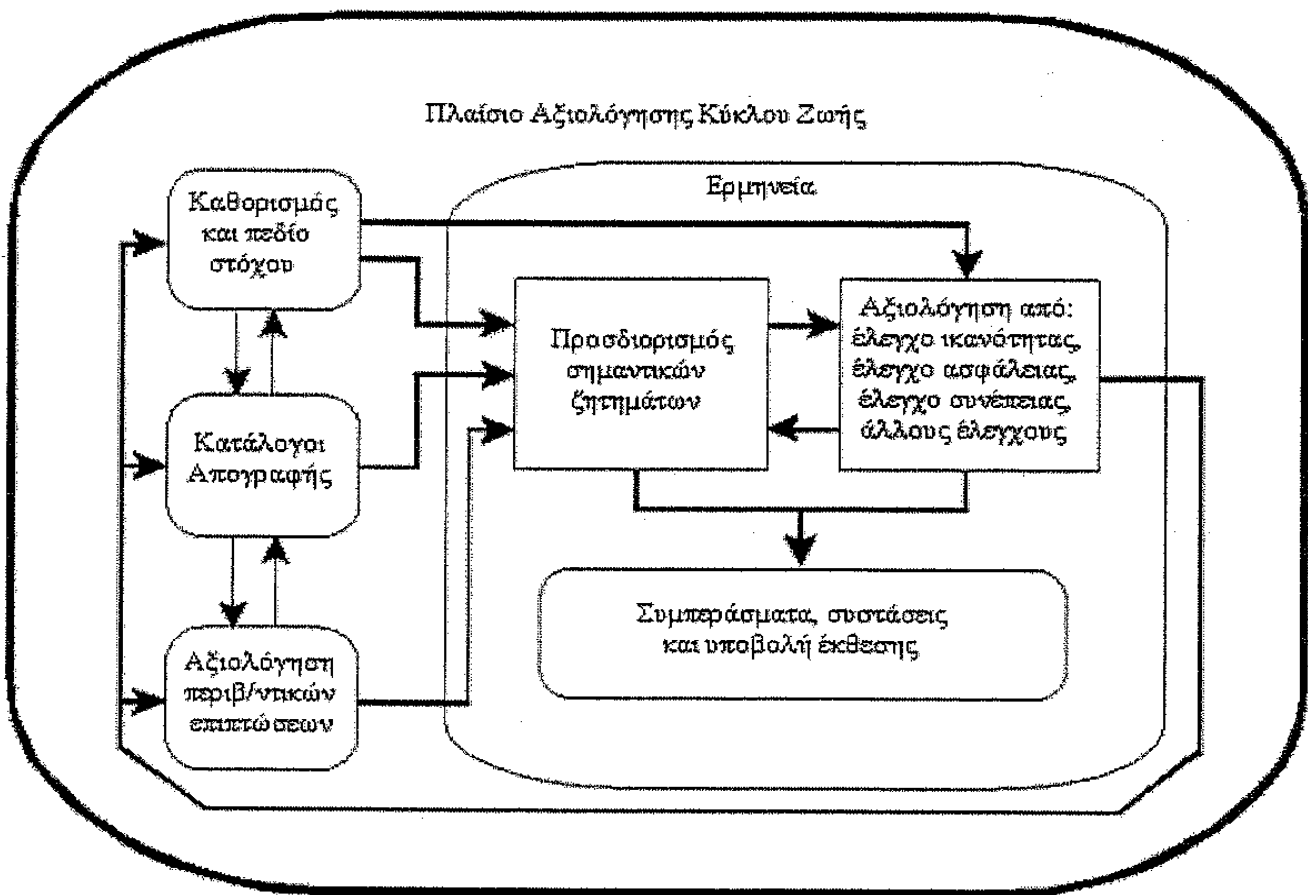 Πλαίσιο Αξιολόγησης Κύκλου Ζωής
Καθορισμός
και πεδίο
στόχου
Ερμηνεία
Προσδιορισμός
σημαντικών
ζητημάτων
Αξιολόγηση από:
έλεγχο ικανότητας,
έλεγχο ασφάλειας,
έλεγχο συνέπειας,
άλλους έλεγχους
Κατάλογοι
Απογραφής
Αξιολόγηση
περιβ/ντικών
επιπτώσεων
Συμπεράσματα, συστάσεις
και υποβολή έκθεσης